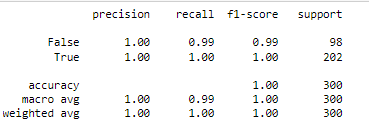 precision recall f1-score support
False 1.00 0.99 0.99 98
True 1.00 1.00 1.00 202
accuracy 1.00 300
macro avg 1.00 0.99 1.00 300
weighted avg 1.00 1.00 1.00 300